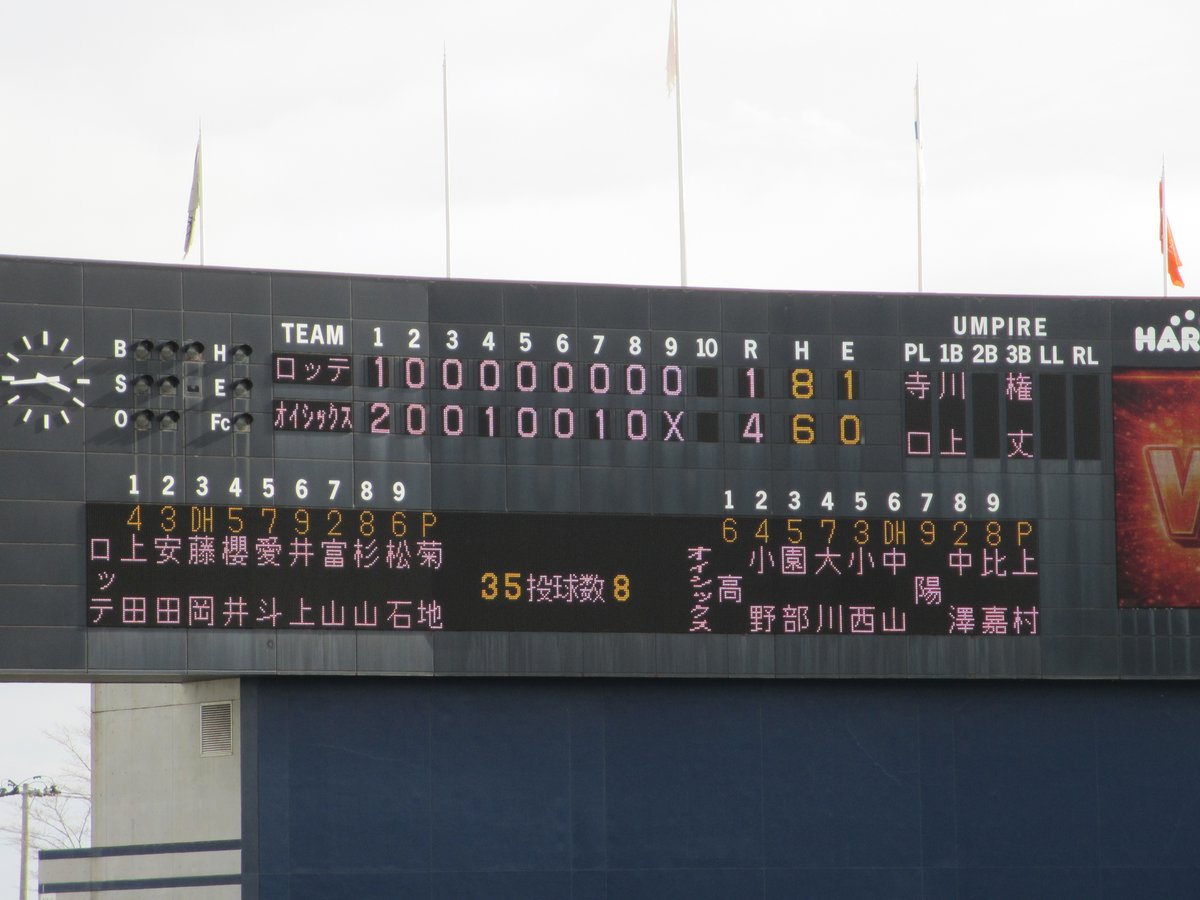 UMPIRE
TEAM 1 2 3 4 5 6 7 8 9 10 R H E
B H
S E
O Fc
ロッテ 1 0 0 0 0 0 0 0 0 1 8 1
オイシックス 2 0 0 1 0 0 1 0 X 4 6 0
PL 1B 2B 3B LL RL
寺口 川上 権丈
HAR
1 2 3 4 5 6 7 8 9
4 3 DH 5 7 9 2 8 6 P
ロッテ 上田 安田 藤岡 櫻井 愛斗 井上 富山 杉山 松石 菊地
35 投球数 8
1 2 3 4 5 6 7 8 9
6 4 5 7 3 DH 9 2 8 P
オイシックス 高 小野 園部 大川 小西 中山 陽 中澤 比嘉 上村